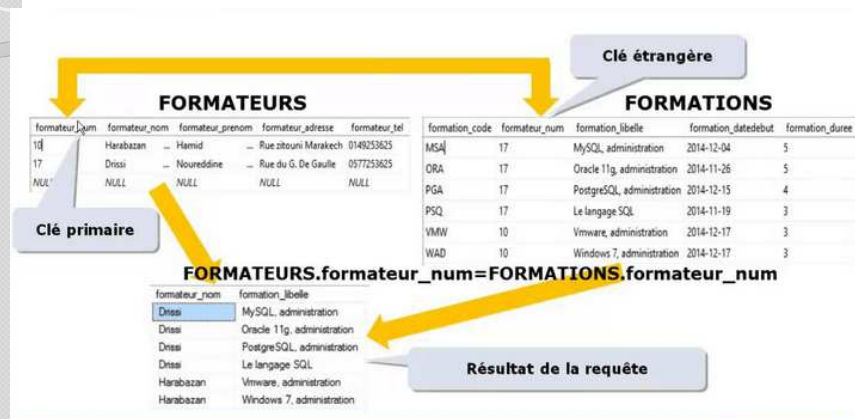 Clé étrangère
FORMATEURS
formateur_num formateur_nom formateur_prenom formateur_adresse formateur_tel
10 Harabazan ... Hamid ... Rue zitouni Marakech 0149253625
17 Drissi ... Noureddine ... Rue du G. De Gaulle 0577253625
NULL NULL NULL NULL NULL
Clé primaire
FORMATIONS
formation_code formateur_num formation_libelle formation_datedebut formation_duree
MSA 17 MySQL, administration 2014-12-04 5
ORA 17 Oracle 11g, administration 2014-11-26 5
PGA 17 PostgreSQL, administration 2014-12-15 4
PSQ 17 Le langage SQL 2014-11-19 3
VMW 10 Vmware, administration 2014-12-17 3
WAD 10 Windows 7, administration 2014-12-17 3
FORMATEURS.formateur_num=FORMATIONS.formateur_num
formateur_nom formation_libelle
Drissi MySQL, administration
Drissi Oracle 11g, administration
Drissi PostgreSQL, administration
Drissi Le langage SQL
Harabazan Vmware, administration
Harabazan Windows 7, administration
Résultat de la requête